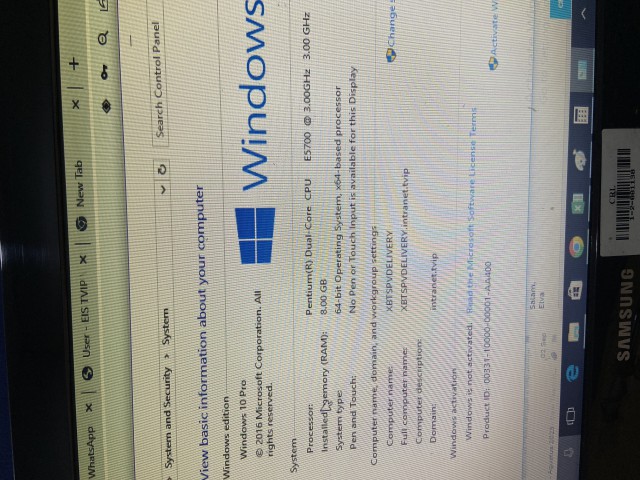 WhatsApp
User - EIS TVIP
New Tab
System and Security > System
Search Control Panel
View basic information about your computer
Windows edition
Windows 10 Pro
© 2016 Microsoft Corporation. All
rights reserved.
Windows
System
Processor: Pentium(R) Dual-Core CPU E5700 @ 3.00GHz 3.00 GHz
Installed memory (RAM): 8.00 GB
System type: 64-bit Operating System, x64-based processor
Pen and Touch: No Pen or Touch Input is available for this Display
Computer name, domain, and workgroup settings
Computer name: XBTSPVDELIVERY
Change
Full computer name: XBTSPVDELIVERY.intranet.tvip
Computer description:
Domain: intranet.tvip
Windows activation
Windows is not activated. Read the Microsoft Software License Terms
Product ID: 00331-10000-00001-AA400
Activate W
Salam,
Elva
SAMSUNG